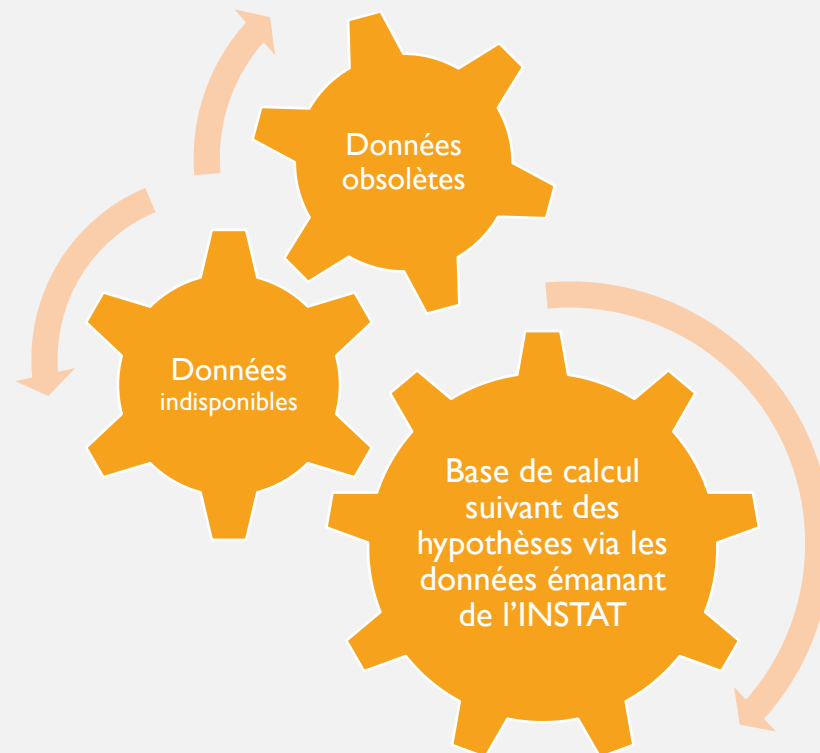 Données
obsolètes
Données
indisponibles
Base de calcul
suivant des
hypothèses via les
données émanant
de l’INSTAT